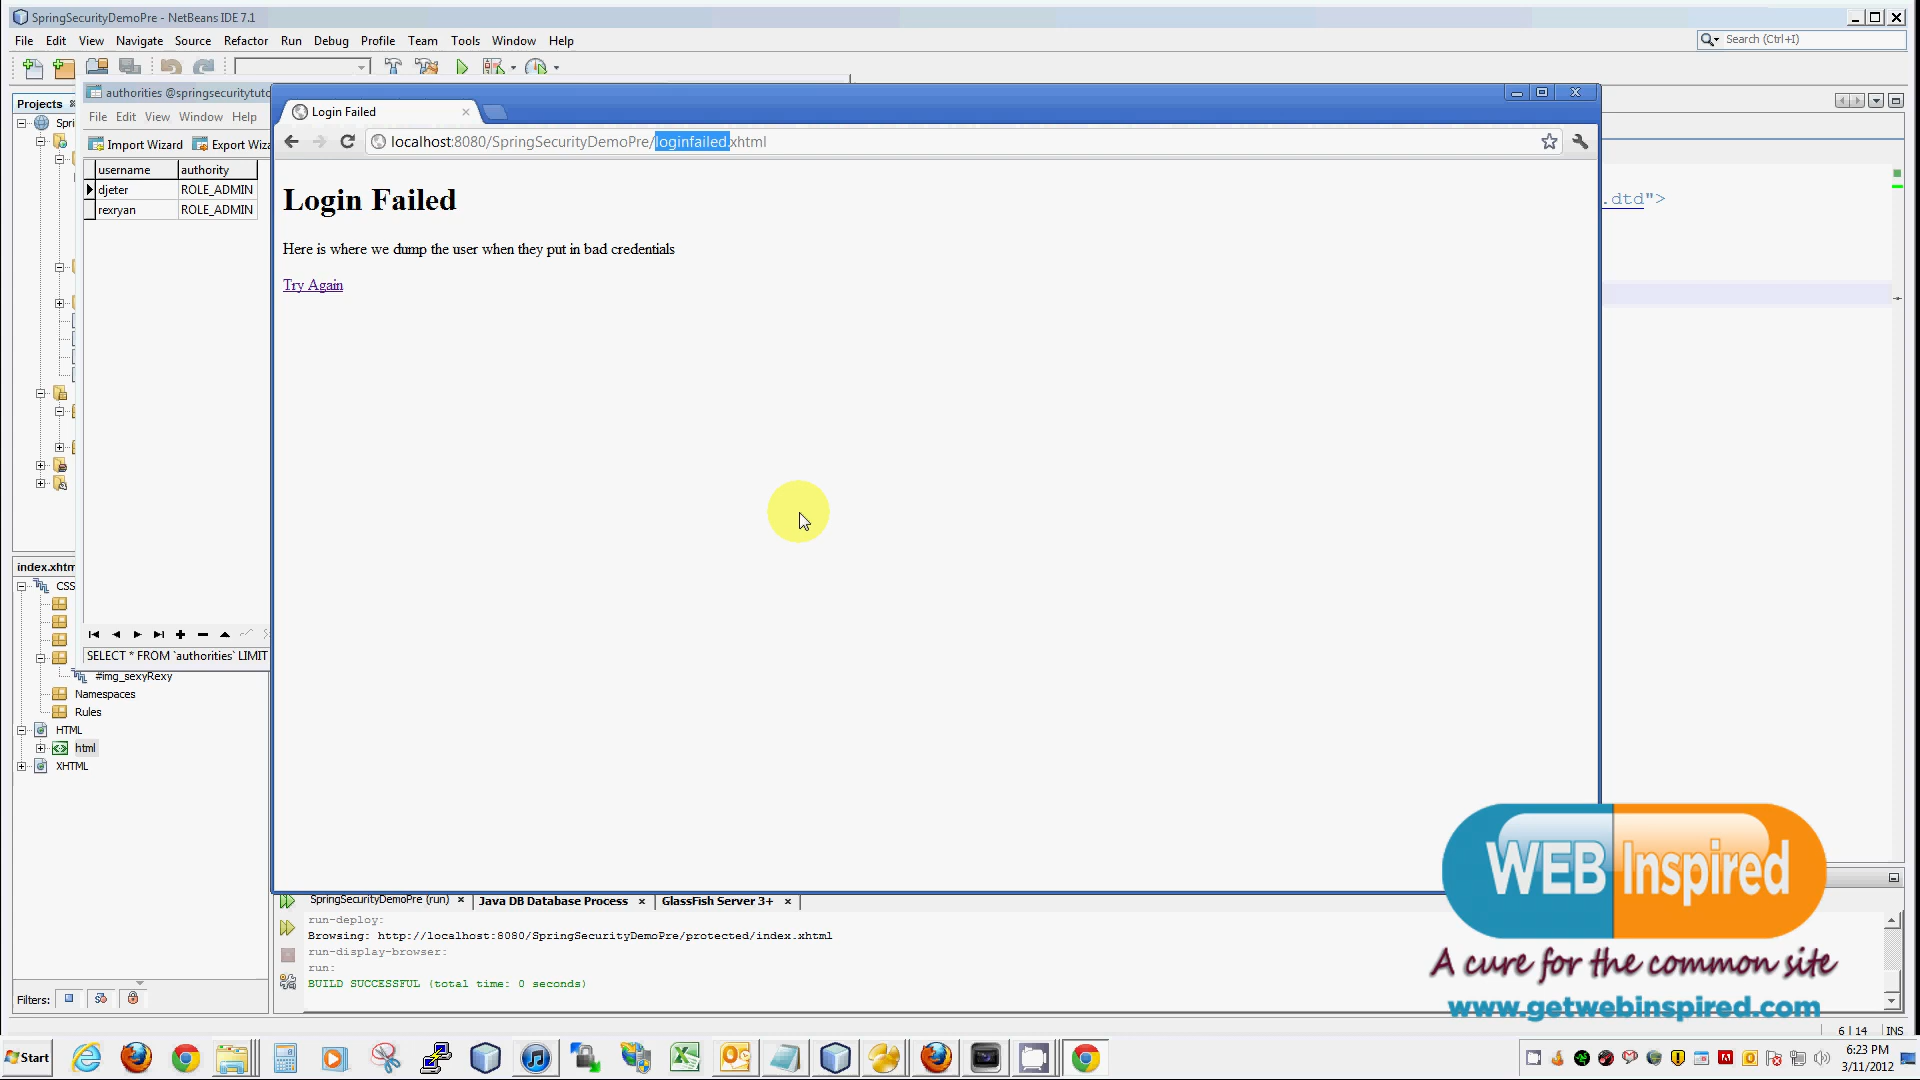 SpringSecurityDemoPre - NetBeans IDE 7.1
File Edit View Navigate Source Refactor Run Debug Profile Team Tools Window Help
Search (Ctrl+I)
Projects
authorities @springsecuritytuto
Spri
File Edit View Window Help
Import Wizard Export Wiza
username authority
djeter ROLE_ADMIN
rexryan ROLE_ADMIN
SELECT * FROM `authorities` LIMIT
Login Failed
localhost:8080/SpringSecurityDemoPre/loginfailed.xhtml
Login Failed
Here is where we dump the user when they put in bad credentials
Try Again
.dtd">
index.xhtm
CSS
#img_sexyRexy
Namespaces
Rules
HTML
html
XHTML
Filters:
SpringSecurityDemoPre (run) Java DB Database Process GlassFish Server 3+
run-deploy:
Browsing: http://localhost:8080/SpringSecurityDemoPre/protected/index.xhtml
run-display-browser:
run:
BUILD SUCCESSFUL (total time: 0 seconds)
WEB Inspired
A cure for the common site
www.getwebinspired.com
6 | 14 INS
Start
6:23 PM
3/11/2012